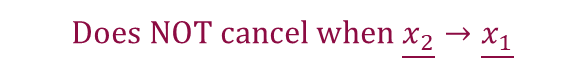 Does NOT cancel when x₂ → x₁